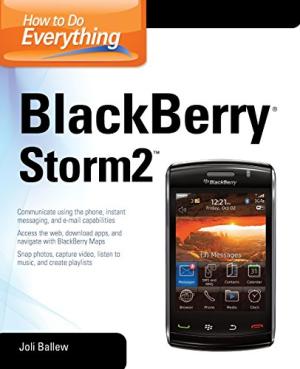 How to Do
Everything
BlackBerry®
Storm2™
Communicate using the phone, instant
messaging, and e-mail capabilities
Access the web, download apps, and
navigate with BlackBerry Maps
Snap photos, capture video, listen to
music, and create playlists
BlackBerry
12:21 PM
Friday, Oct 02
Messages
Messages
Contacts
Calendar
Browser
Phone
Media
Joli Ballew